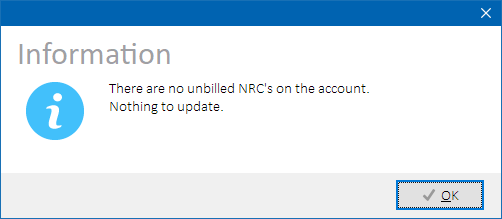 Information
There are no unbilled NRC's on the account.
Nothing to update.
OK